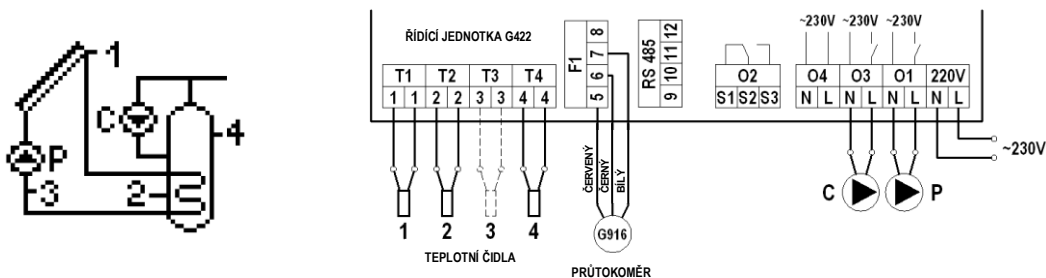 1
C
4
P
3
2
ŘÍDÍCÍ JEDNOTKA G422
T1 T2 T3 T4
1 1 2 2 3 3 4 4
1 2 3 4
TEPLOTNÍ ČIDLA
F1
5 6 7 8
ČERVENÝ
ČERNÝ
BÍLÝ
G916
PRŮTOKOMĚR
RS 485
9 10 11 12
O2
S1 S2 S3
~230V ~230V ~230V
O4 O3 O1 220V
N L N L N L N L
~230V
C P